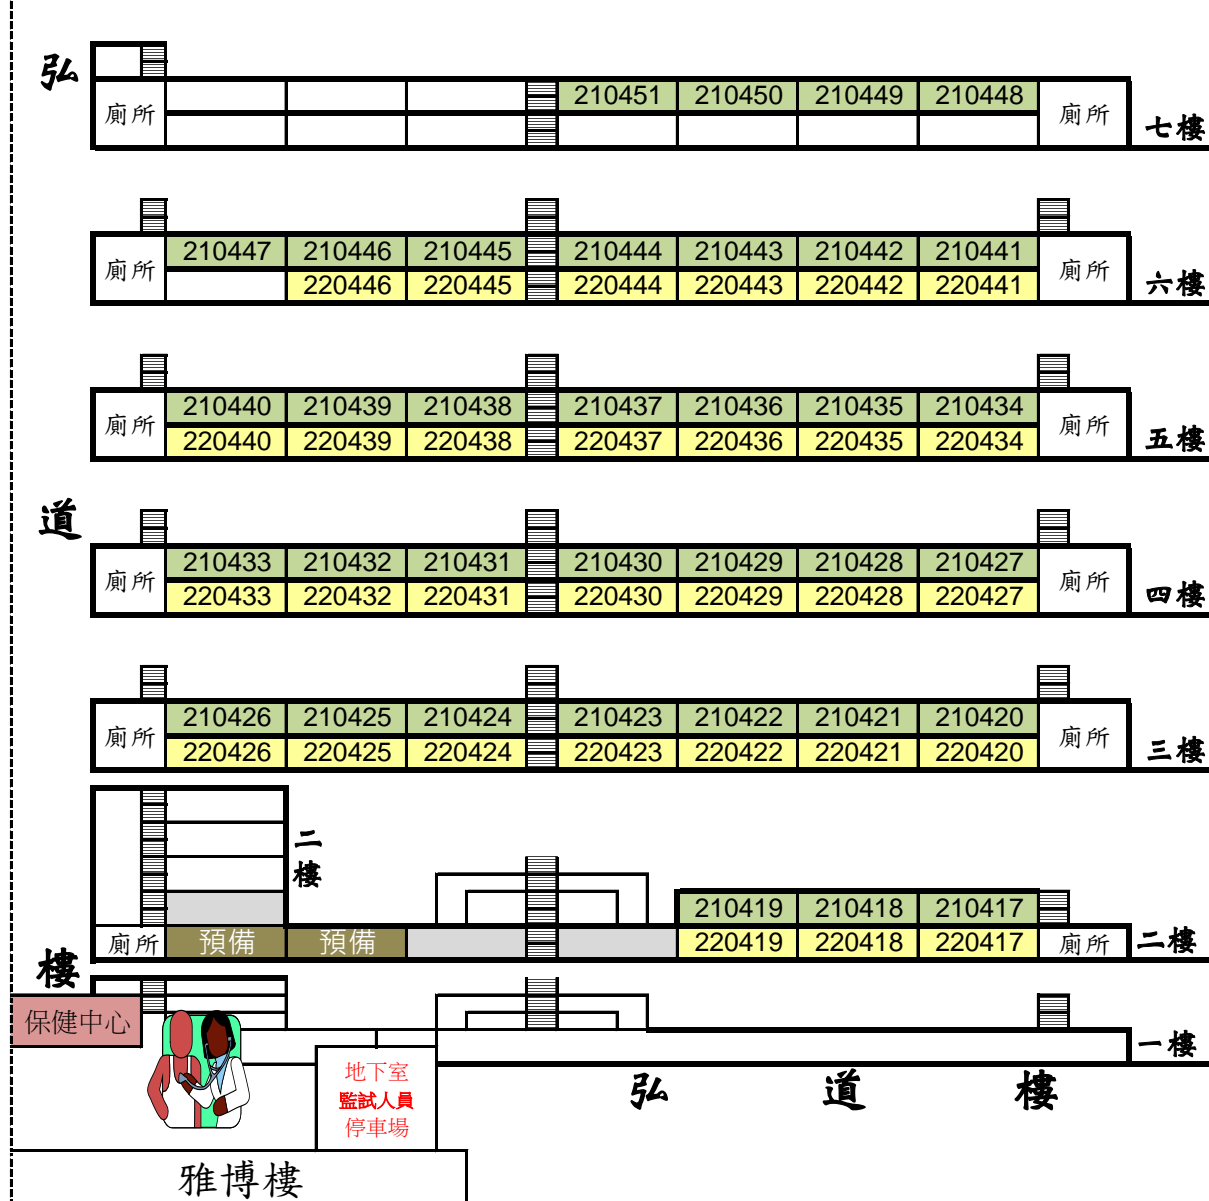 弘
廁所 210451 210450 210449 210448 廁所 七樓
廁所 210447 210446 210445 210444 210443 210442 210441 廁所 六樓
220446 220445 220444 220443 220442 220441
廁所 210440 210439 210438 210437 210436 210435 210434 廁所 五樓
220440 220439 220438 220437 220436 220435 220434
道
廁所 210433 210432 210431 210430 210429 210428 210427 廁所 四樓
220433 220432 220431 220430 220429 220428 220427
廁所 210426 210425 210424 210423 210422 210421 210420 廁所 三樓
220426 220425 220424 220423 220422 220421 220420
二樓
210419 210418 210417
廁所 預備 預備 220419 220418 220417 廁所 二樓
樓
保健中心
一樓
地下室
監試人員
停車場
弘 道 樓
雅博樓